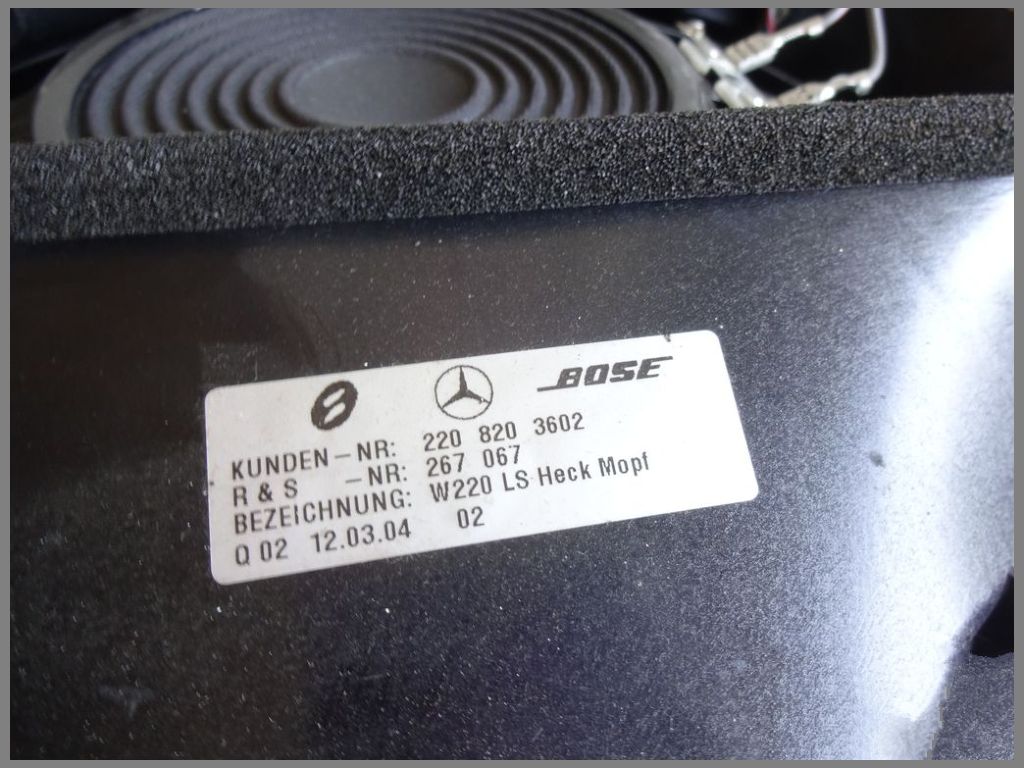 8 BOSE
KUNDEN-NR: 220 820 3602
R & S -NR: 267 067
BEZEICHNUNG: W220 LS Heck Mopf
Q 02 12.03.04 02